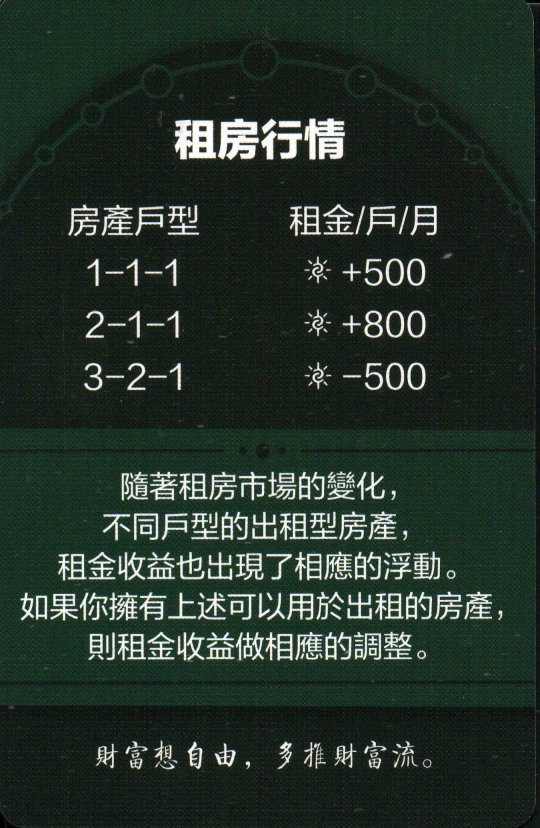 租房行情
房產戶型 租金/戶/月
1-1-1 +500
2-1-1 +800
3-2-1 -500
隨著租房市場的變化，
不同戶型的出租型房產，
租金收益也出現了相應的浮動。
如果你擁有上述可以用於出租的房產，
則租金收益做相應的調整。
財富想自由，多推財富流。